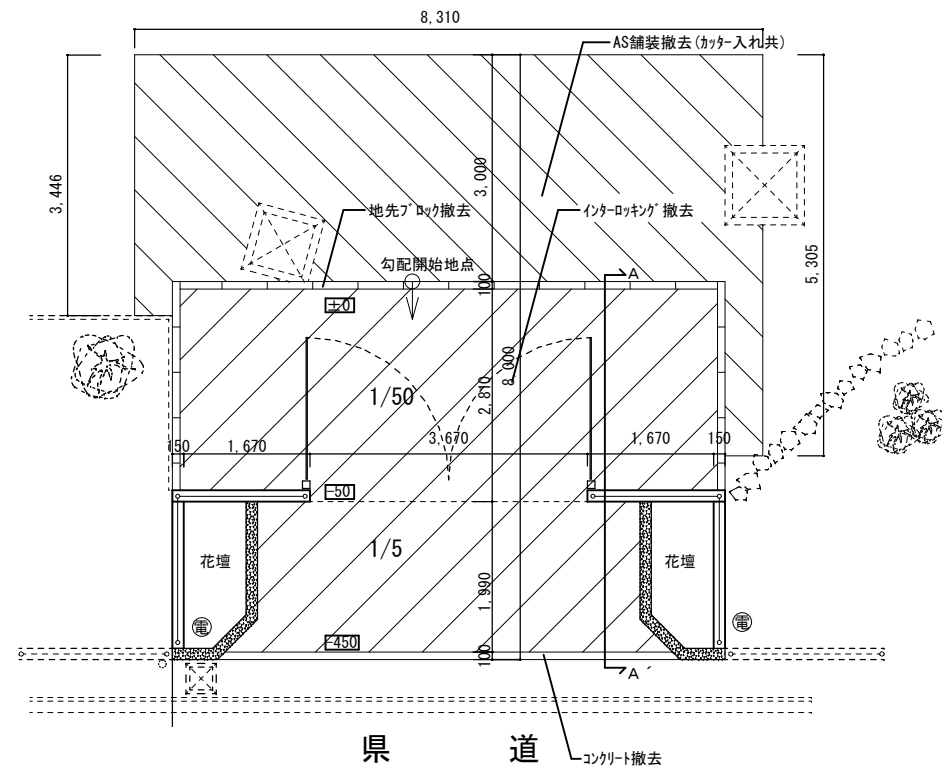 8,310
AS舗装撤去(カッター入れ共)
3,446
3,000
地先ブロック撤去
インターロッキング撤去
勾配開始地点
A
5,305
100
±0
8,000
2,810
1/50
150
1,670
3,670
1,670
150
-50
1/5
花壇
花壇
1,990
電
電
-450
100
A´
県 道
コンクリート撤去